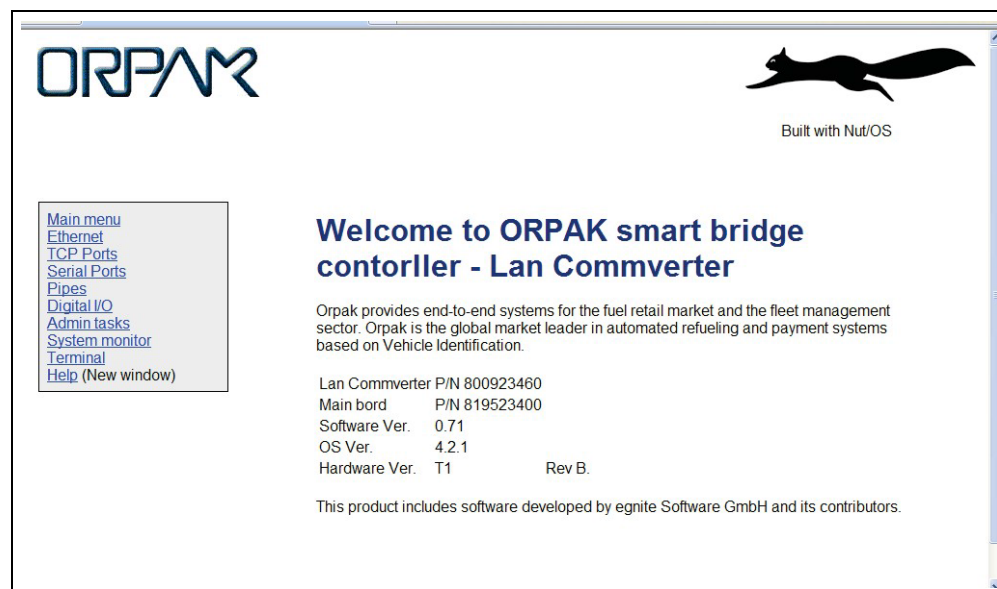 ORPAK
Built with Nut/OS
Main menu
Ethernet
TCP Ports
Serial Ports
Pipes
Digital I/O
Admin tasks
System monitor
Terminal
Help (New window)
Welcome to ORPAK smart bridge
contorller - Lan Commverter
Orpak provides end-to-end systems for the fuel retail market and the fleet management
sector. Orpak is the global market leader in automated refueling and payment systems
based on Vehicle Identification.
Lan Commverter P/N 800923460
Main bord P/N 819523400
Software Ver. 0.71
OS Ver. 4.2.1
Hardware Ver. T1 Rev B.
This product includes software developed by egnite Software GmbH and its contributors.